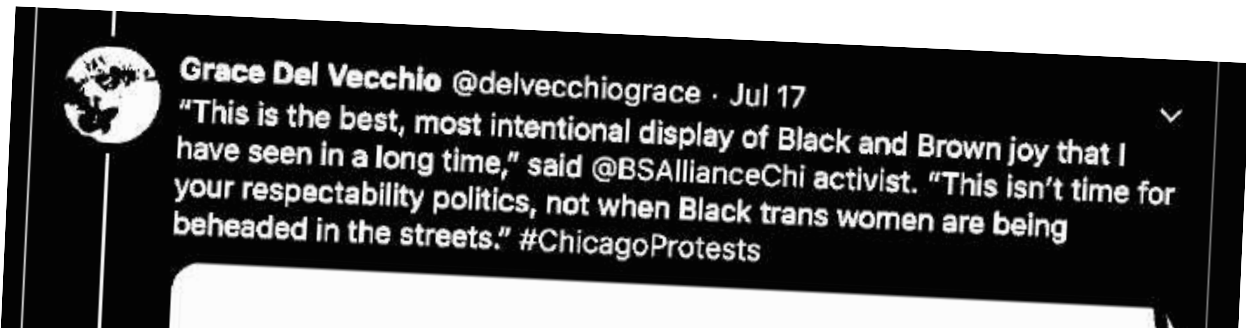 Grace Del Vecchio @delvecchiograce · Jul 17
“This is the best, most intentional display of Black and Brown joy that I
have seen in a long time,” said @BSAllianceChi activist. “This isn’t time for
your respectability politics, not when Black trans women are being
beheaded in the streets.” #ChicagoProtests